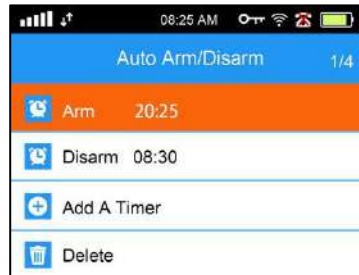 08:25 AM
Auto Arm/Disarm 1/4
Arm 20:25
Disarm 08:30
Add A Timer
Delete